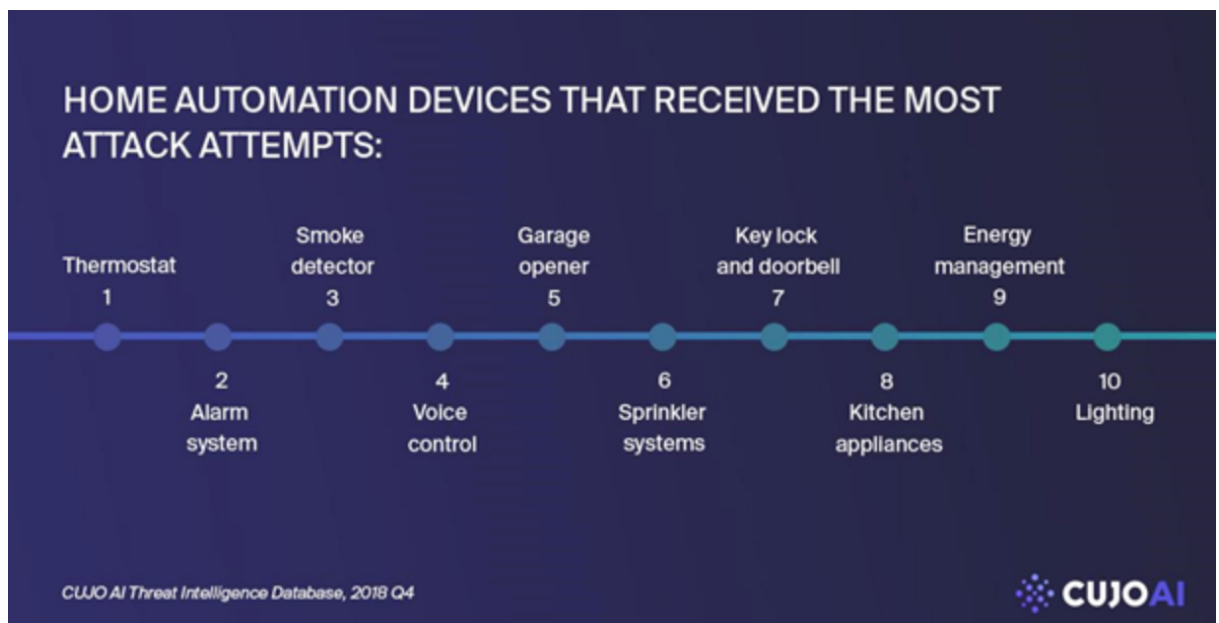 HOME AUTOMATION DEVICES THAT RECEIVED THE MOST
ATTACK ATTEMPTS:
Thermostat
1
2
Alarm
system
Smoke
detector
3
4
Voice
control
Garage
opener
5
6
Sprinkler
systems
Key lock
and doorbell
7
8
Kitchen
appliances
Energy
management
9
10
Lighting
CUJO AI Threat Intelligence Database, 2018 Q4
CUJOAI